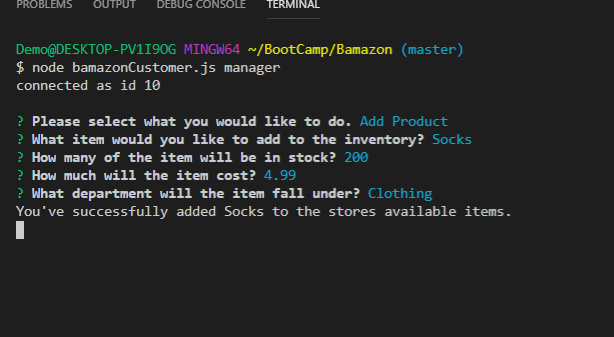 PROBLEMS OUTPUT DEBUG CONSOLE TERMINAL
Demo@DESKTOP-PV1I9OG MINGW64 ~/BootCamp/Bamazon (master)
$ node bamazonCustomer.js manager
connected as id 10
? Please select what you would like to do. Add Product
? What item would you like to add to the inventory? Socks
? How many of the item will be in stock? 200
? How much will the item cost? 4.99
? What department will the item fall under? Clothing
You've successfully added Socks to the stores available items.